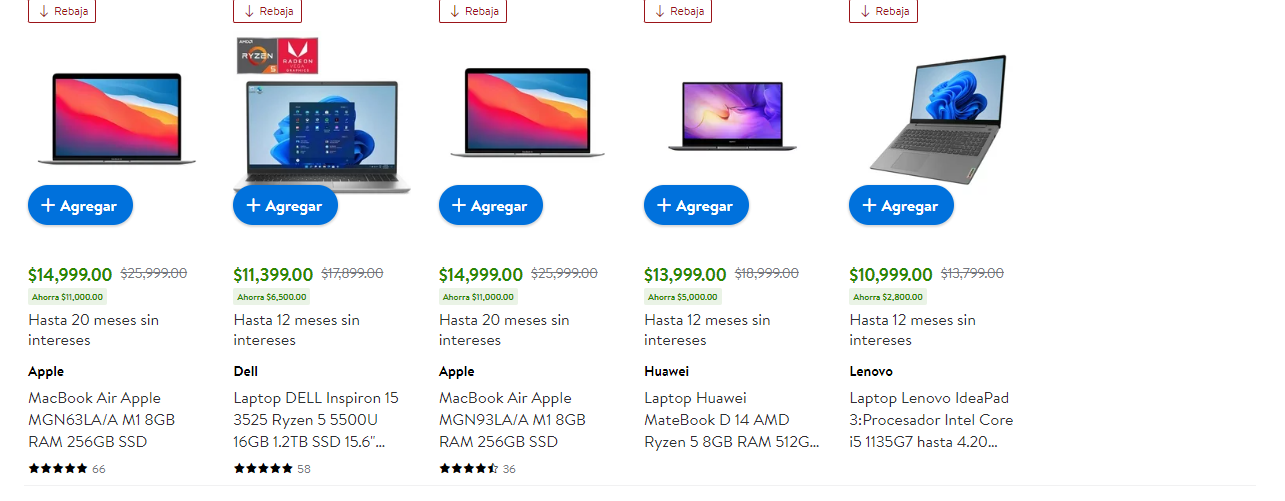 Rebaja
Rebaja
Rebaja
Rebaja
Rebaja
AMD
RYZEN
5
RADEON
VEGA
GRAPHICS
+ Agregar
+ Agregar
+ Agregar
+ Agregar
+ Agregar
$14,999.00 $25,999.00
Ahorra $11,000.00
Hasta 20 meses sin
intereses
Apple
MacBook Air Apple
MGN63LA/A M1 8GB
RAM 256GB SSD
66
$11,399.00 $17,899.00
Ahorra $6,500.00
Hasta 12 meses sin
intereses
Dell
Laptop DELL Inspiron 15
3525 Ryzen 5 5500U
16GB 1.2TB SSD 15.6"...
58
$14,999.00 $25,999.00
Ahorra $11,000.00
Hasta 20 meses sin
intereses
Apple
MacBook Air Apple
MGN93LA/A M1 8GB
RAM 256GB SSD
36
$13,999.00 $18,999.00
Ahorra $5,000.00
Hasta 12 meses sin
intereses
Huawei
Laptop Huawei
MateBook D 14 AMD
Ryzen 5 8GB RAM 512G...
$10,999.00 $13,799.00
Ahorra $2,800.00
Hasta 12 meses sin
intereses
Lenovo
Laptop Lenovo IdeaPad
3:Procesador Intel Core
i5 1135G7 hasta 4.20...